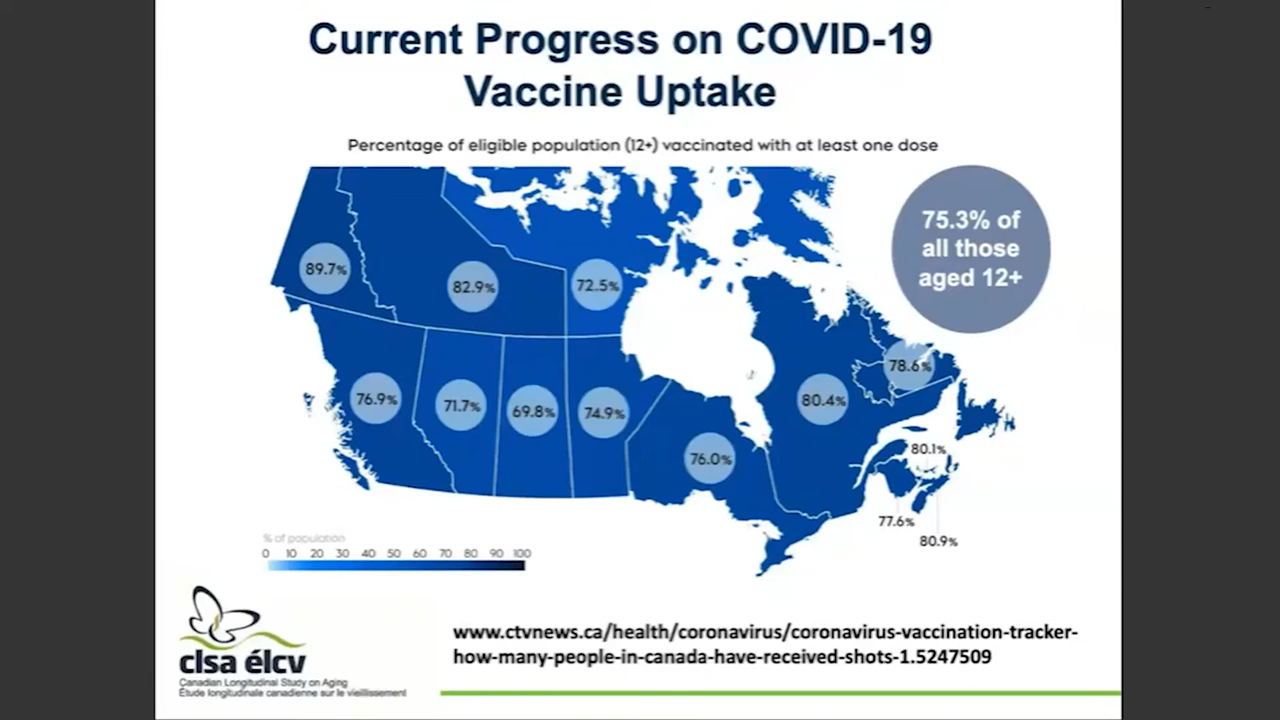 Current Progress on COVID-19
Vaccine Uptake
Percentage of eligible population (12+) vaccinated with at least one dose
75.3% of
all those
aged 12+
89.7%
82.9%
72.5%
78.6%
76.9%
71.7%
69.8%
74.9%
80.4%
76.0%
80.1%
77.6%
80.9%
% of population
0 10 20 30 40 50 60 70 80 90 100
www.ctvnews.ca/health/coronavirus/coronavirus-vaccination-tracker-
how-many-people-in-canada-have-received-shots-1.5247509
clsa élcv
Canadian Longitudinal Study on Aging
Étude longitudinale canadienne sur le vieillissement